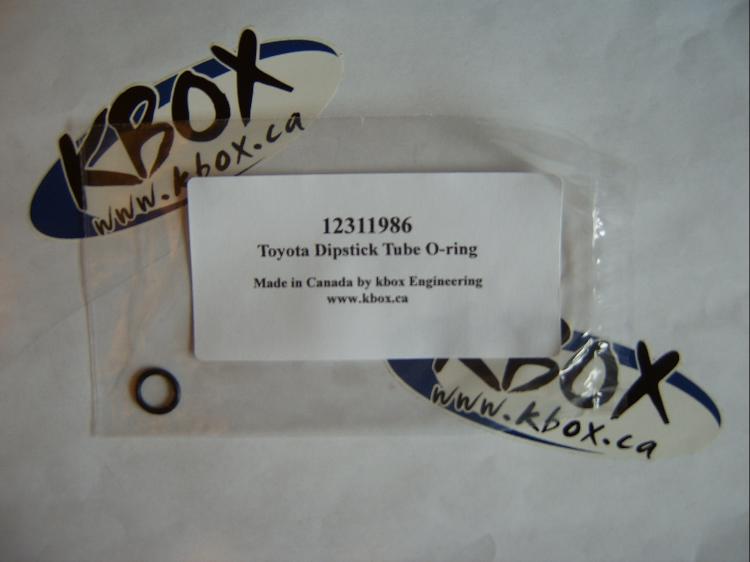 KBOX
www.kbox.ca
12311986
Toyota Dipstick Tube O-ring
Made in Canada by kbox Engineering
www.kbox.ca
KBOX
www.kbox.ca